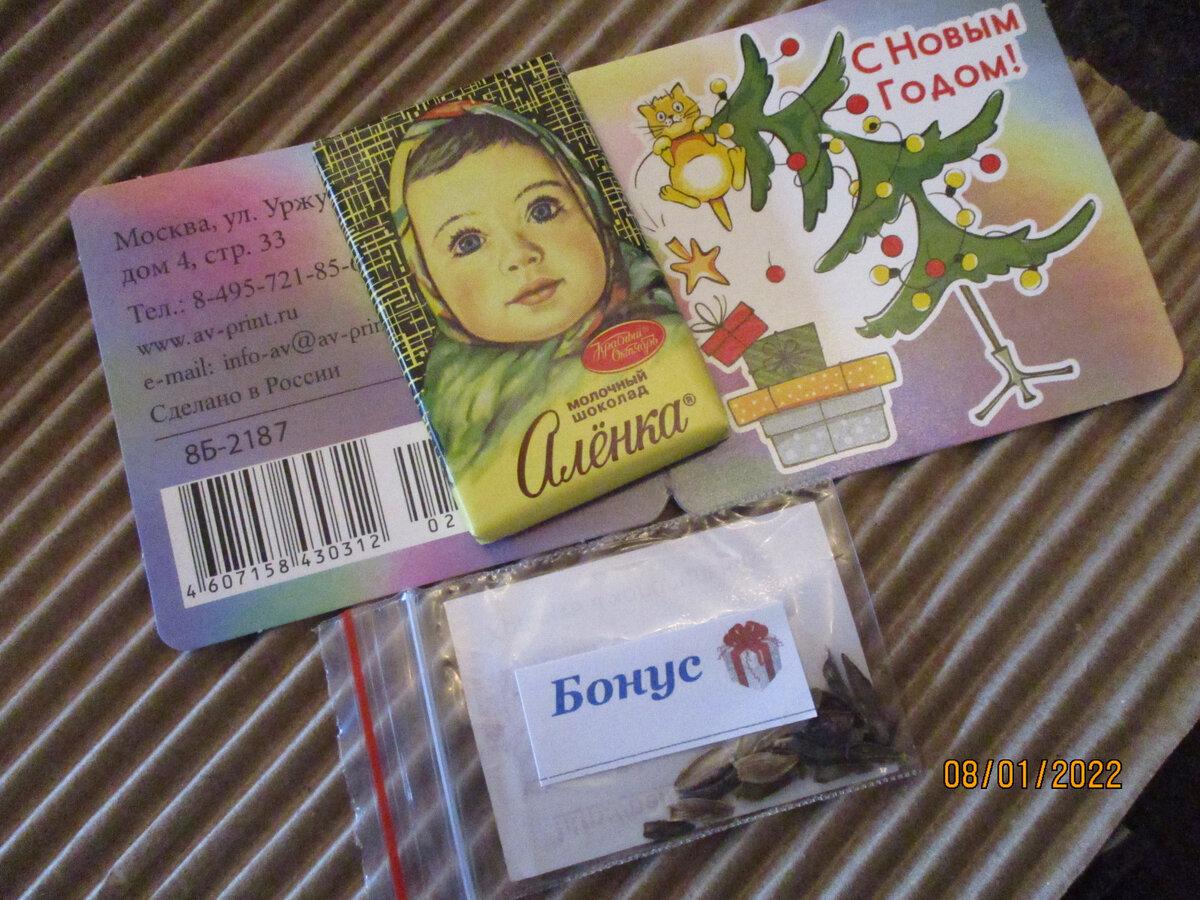 Москва, ул.
дом 4, стр. 33
Тел.: 8-495-721-85-
www.av-print.ru
e-mail: info-av@av-prin
Сделано в России
8Б-2187
4 607158 430312
02
Красный
Октябрь
молочный
шоколад
Алёнка®
С Новым
Годом!
Бонус
08/01/2022